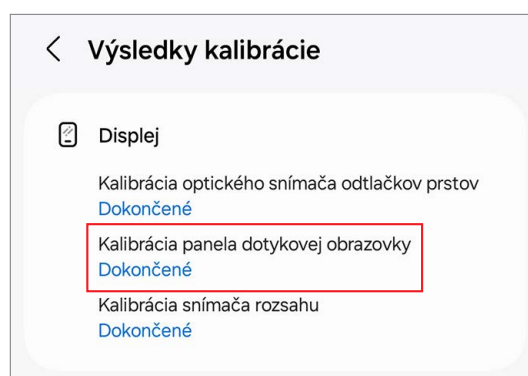 Výsledky kalibrácie
Displej
Kalibrácia optického snímača odtlačkov prstov
Dokončené
Kalibrácia panela dotykovej obrazovky
Dokončené
Kalibrácia snímača rozsahu
Dokončené